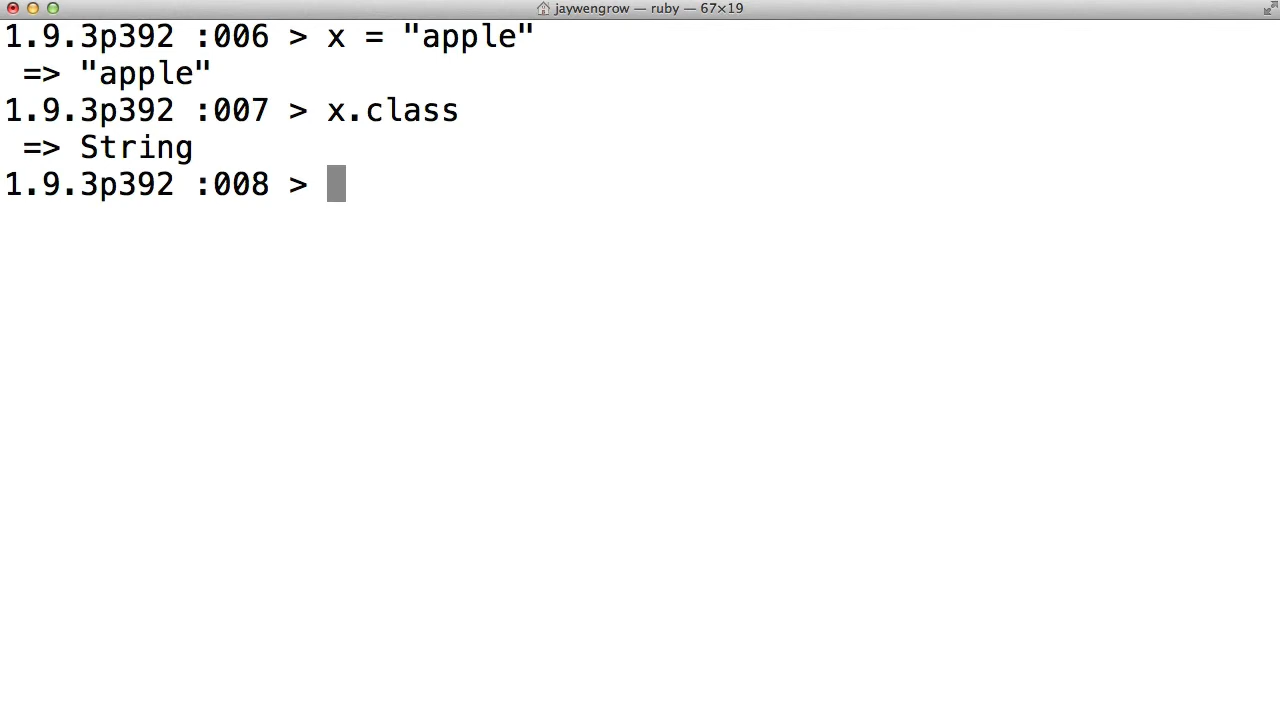 jaywengrow — ruby — 67×19
1.9.3p392 :006 > x = "apple"
 => "apple"
1.9.3p392 :007 > x.class
 => String
1.9.3p392 :008 >